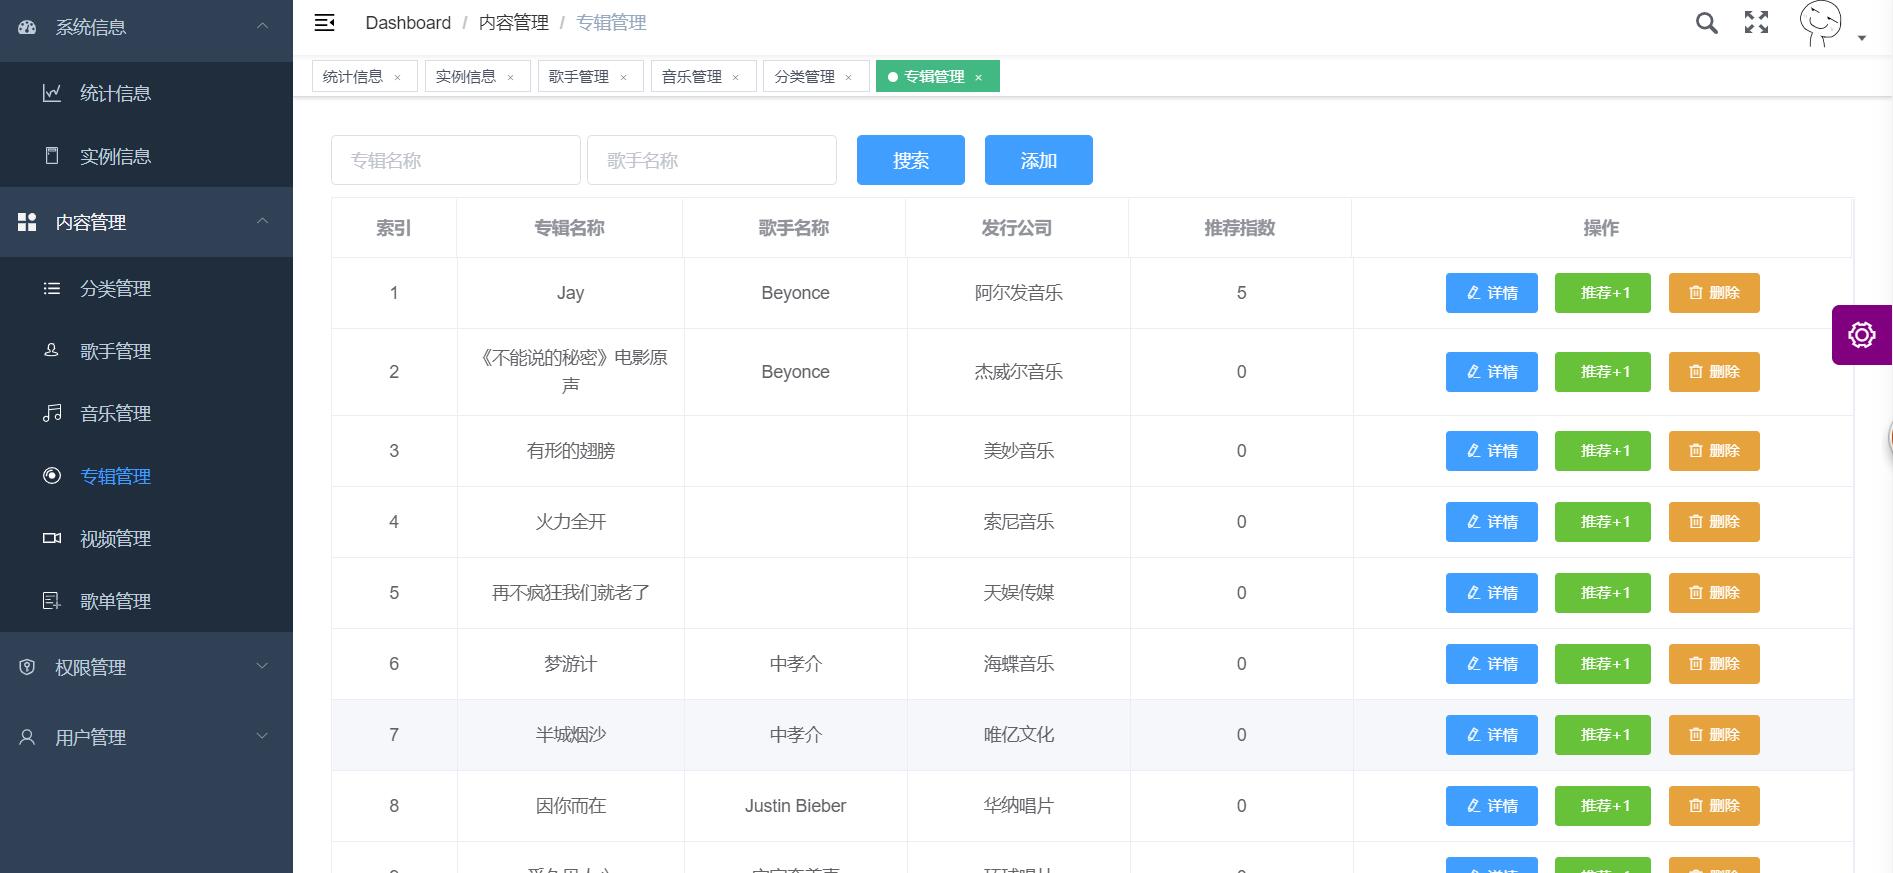 系统信息
统计信息
实例信息
内容管理
分类管理
歌手管理
音乐管理
专辑管理
视频管理
歌单管理
权限管理
用户管理
Dashboard / 内容管理 / 专辑管理
统计信息 × 实例信息 × 歌手管理 × 音乐管理 × 分类管理 × 专辑管理 ×
专辑名称 歌手名称 搜索 添加
索引 专辑名称 歌手名称 发行公司 推荐指数 操作
1 Jay Beyonce 阿尔发音乐 5 详情 推荐+1 删除
2 《不能说的秘密》电影原声 Beyonce 杰威尔音乐 0 详情 推荐+1 删除
3 有形的翅膀 美妙音乐 0 详情 推荐+1 删除
4 火力全开 索尼音乐 0 详情 推荐+1 删除
5 再不疯狂我们就老了 天娱传媒 0 详情 推荐+1 删除
6 梦游计 中孝介 海蝶音乐 0 详情 推荐+1 删除
7 半城烟沙 中孝介 唯亿文化 0 详情 推荐+1 删除
8 因你而在 Justin Bieber 华纳唱片 0 详情 推荐+1 删除